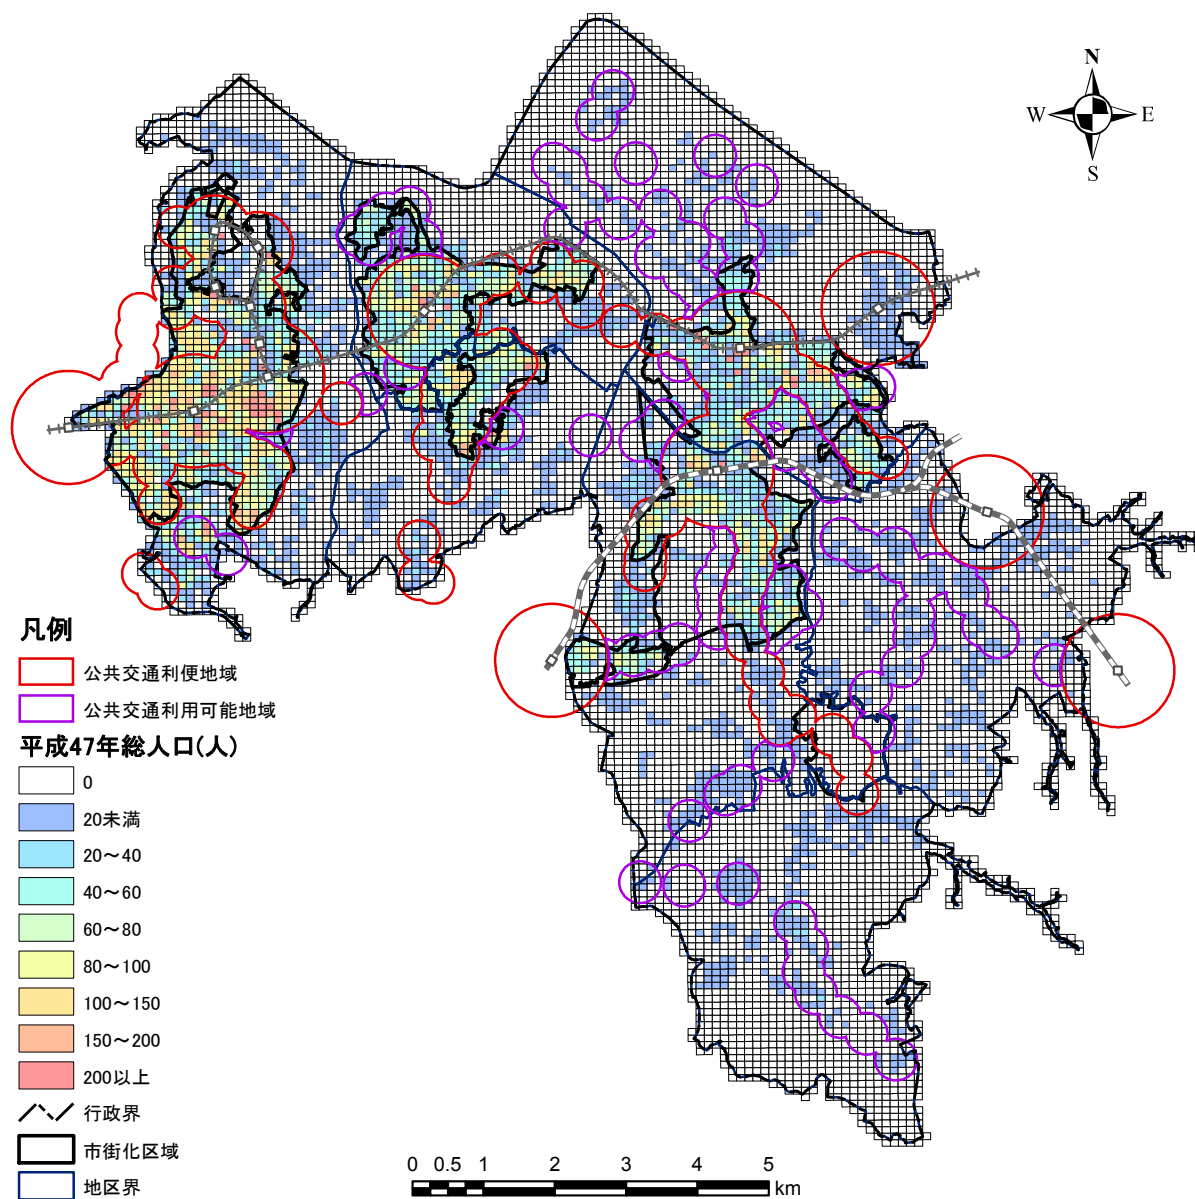 N
W E
S
凡例
公共交通利便地域
公共交通利用可能地域
平成47年総人口(人)
0
20未満
20～40
40～60
60～80
80～100
100～150
150～200
200以上
行政界
市街化区域
地区界
0 0.5 1 2 3 4 5
km